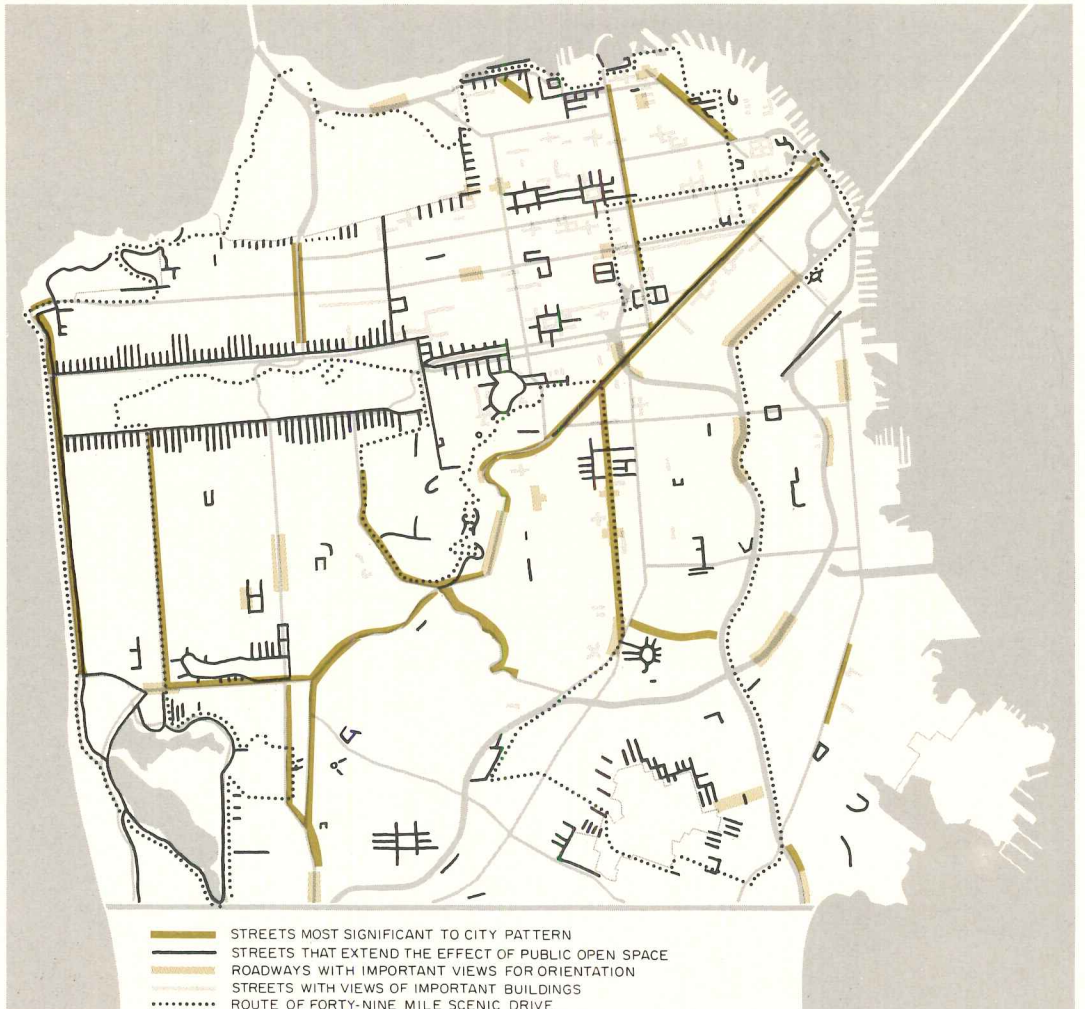 STREETS MOST SIGNIFICANT TO CITY PATTERN
STREETS THAT EXTEND THE EFFECT OF PUBLIC OPEN SPACE
ROADWAYS WITH IMPORTANT VIEWS FOR ORIENTATION
STREETS WITH VIEWS OF IMPORTANT BUILDINGS
ROUTE OF FORTY-NINE MILE SCENIC DRIVE